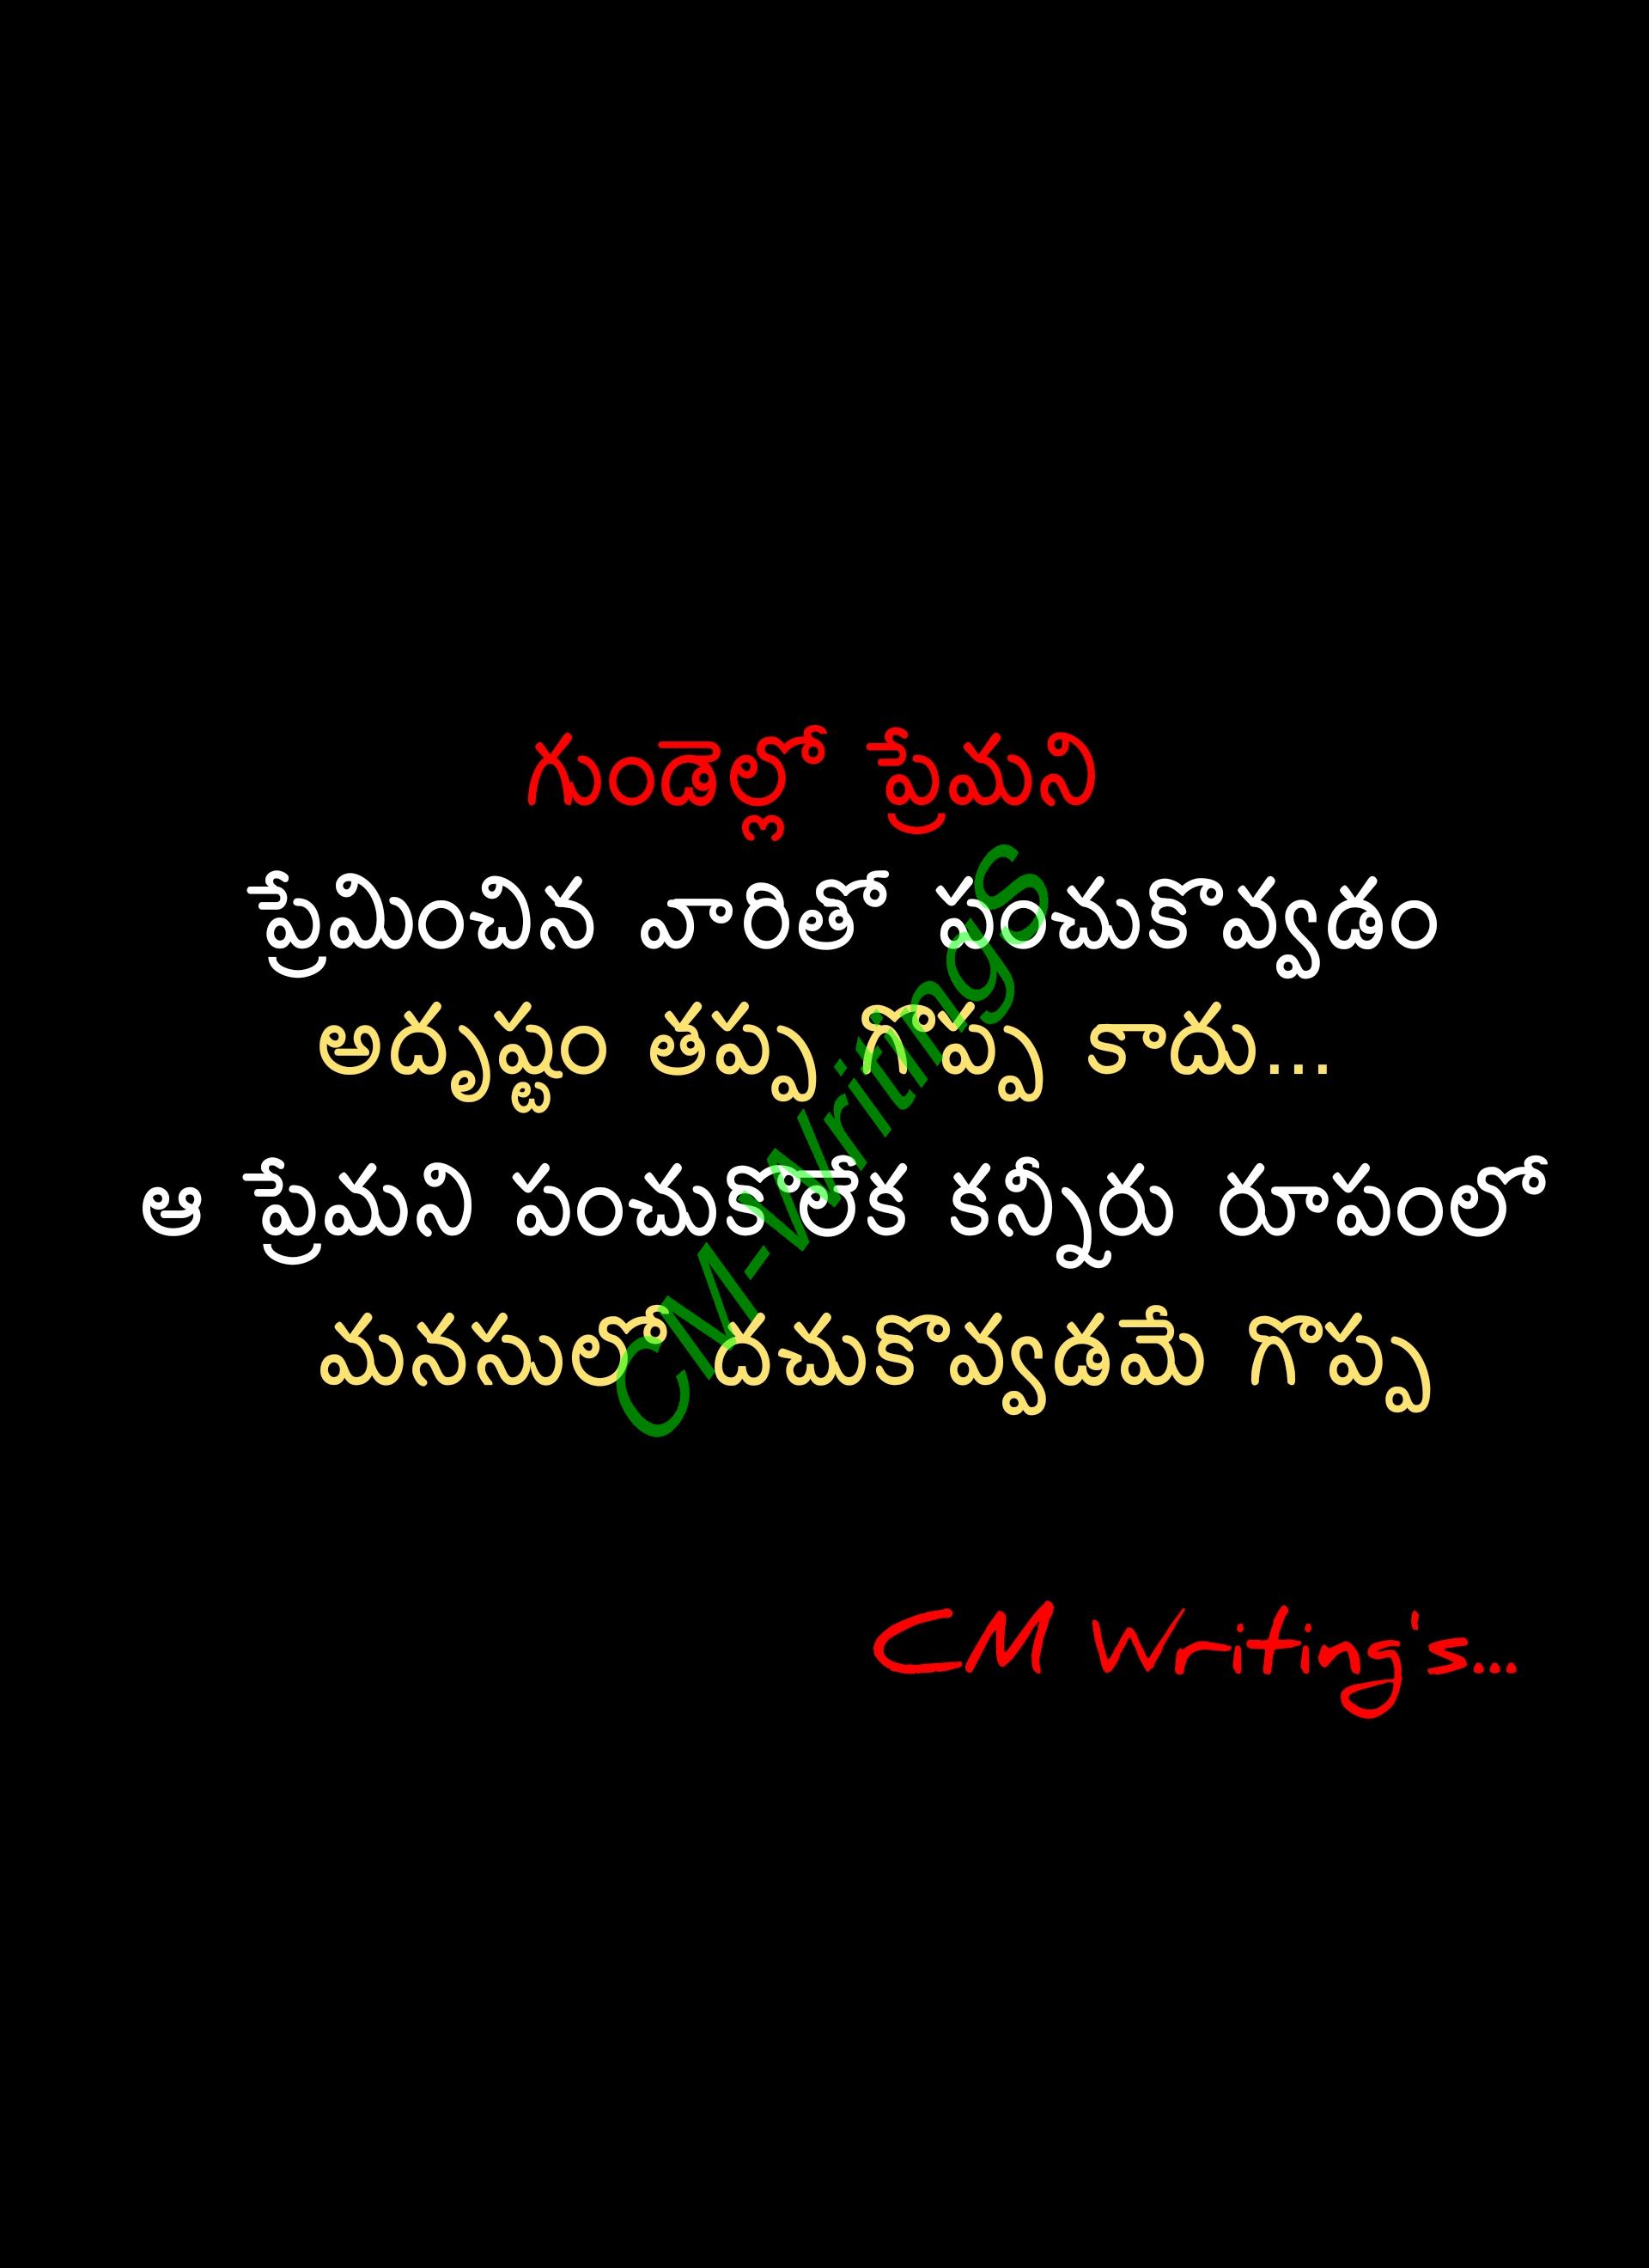 గుండెల్లో ప్రేమని
ప్రేమించిన వారితో పంచుకొవ్వడం
అదృష్టం తప్ప గొప్ప కాదు...
ఆ ప్రేమని పంచుకోలేక కన్నీరు రూపంలో
మనసులో దచుకొవ్వడమే గొప్ప
CM-Writings
CM Writing's...